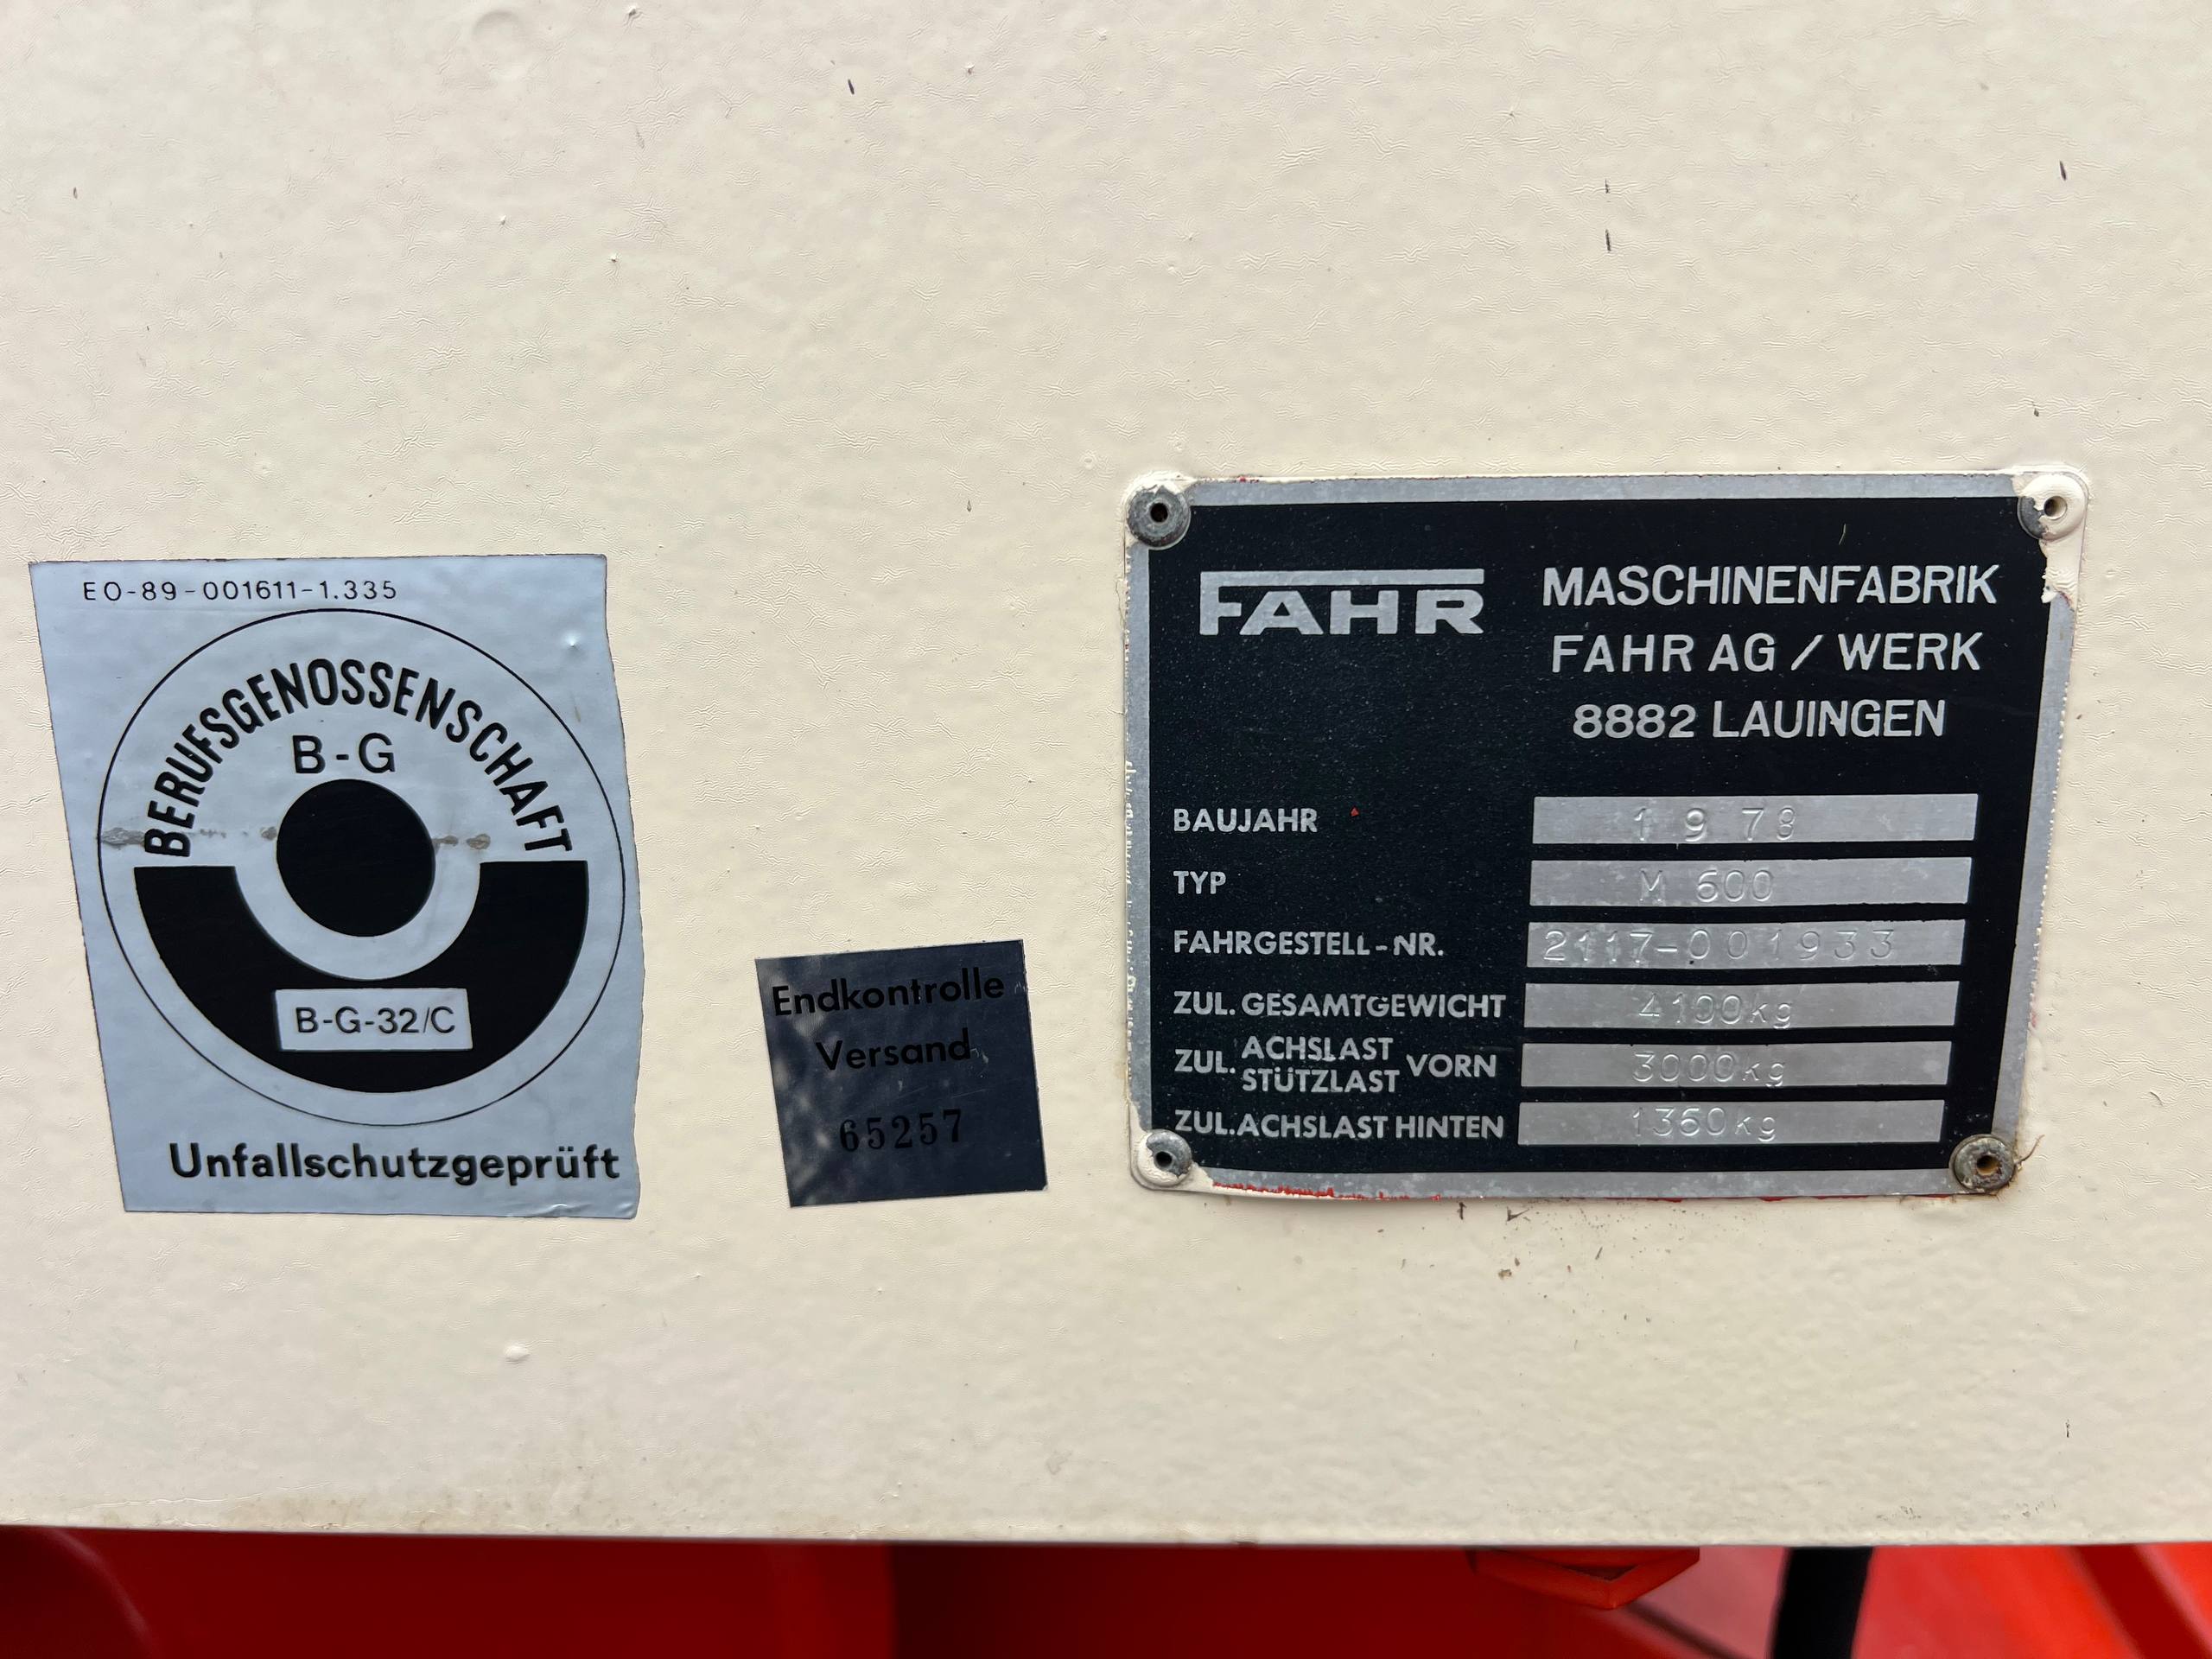 EO-89-001611-1.335
BERUFSGENOSSENSCHAFT
B-G
B-G-32/C
Unfallschutzgeprüft
Endkontrolle
Versand
65257
FAHR
MASCHINENFABRIK
FAHR AG / WERK
8882 LAUINGEN
BAUJAHR 1978
TYP M 600
FAHRGESTELL-NR. 2117-001933
ZUL. GESAMTGEWICHT 4100kg
ZUL. ACHSLAST STÜTZLAST VORN 3000kg
ZUL. ACHSLAST HINTEN 1360kg